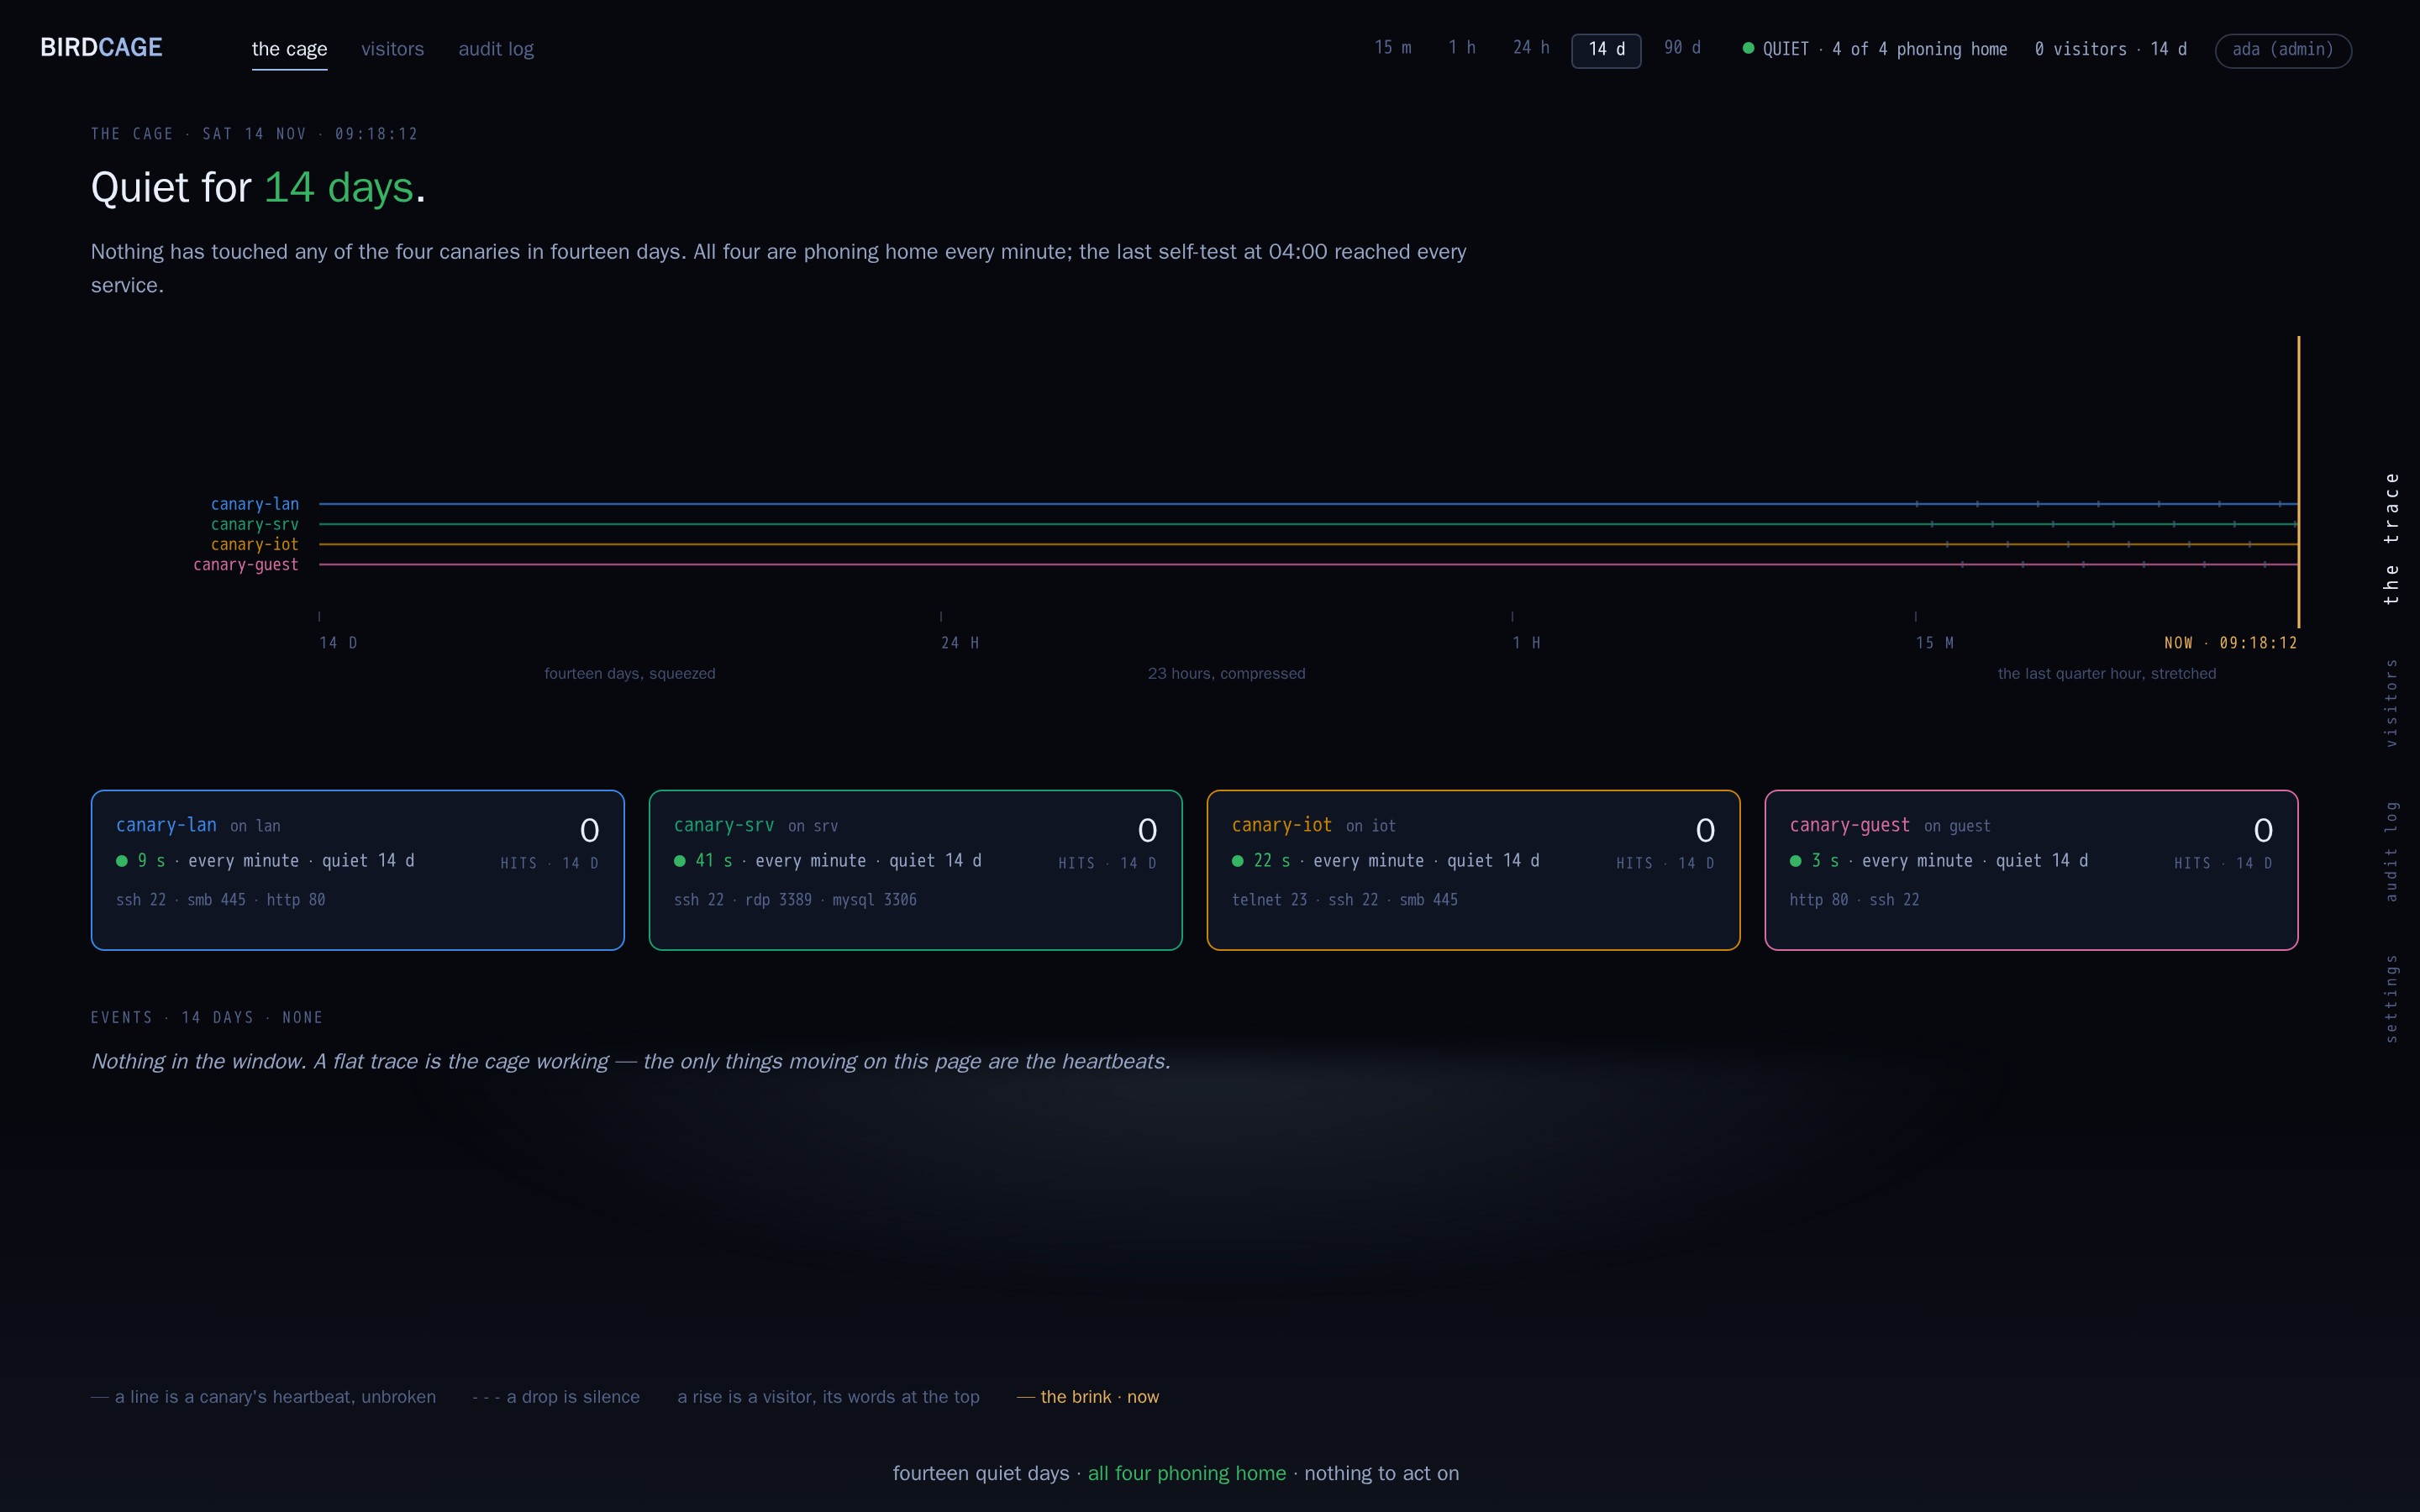 BIRDCAGE the cage visitors audit log 15 m 1 h 24 h 14 d 90 d QUIET · 4 of 4 phoning home 0 visitors · 14 d ada (admin)
THE CAGE · SAT 14 NOV · 09:18:12
Quiet for 14 days.
Nothing has touched any of the four canaries in fourteen days. All four are phoning home every minute; the last self-test at 04:00 reached every
service.
canary-lan
canary-srv
canary-iot
canary-guest
14 D 24 H 1 H 15 M NOW · 09:18:12
fourteen days, squeezed 23 hours, compressed the last quarter hour, stretched
the trace
visitors
audit log
settings
canary-lan on lan 0
9 s · every minute · quiet 14 d HITS · 14 D
ssh 22 · smb 445 · http 80
canary-srv on srv 0
41 s · every minute · quiet 14 d HITS · 14 D
ssh 22 · rdp 3389 · mysql 3306
canary-iot on iot 0
22 s · every minute · quiet 14 d HITS · 14 D
telnet 23 · ssh 22 · smb 445
canary-guest on guest 0
3 s · every minute · quiet 14 d HITS · 14 D
http 80 · ssh 22
EVENTS · 14 DAYS · NONE
Nothing in the window. A flat trace is the cage working — the only things moving on this page are the heartbeats.
— a line is a canary's heartbeat, unbroken - - - a drop is silence a rise is a visitor, its words at the top — the brink · now
fourteen quiet days · all four phoning home · nothing to act on